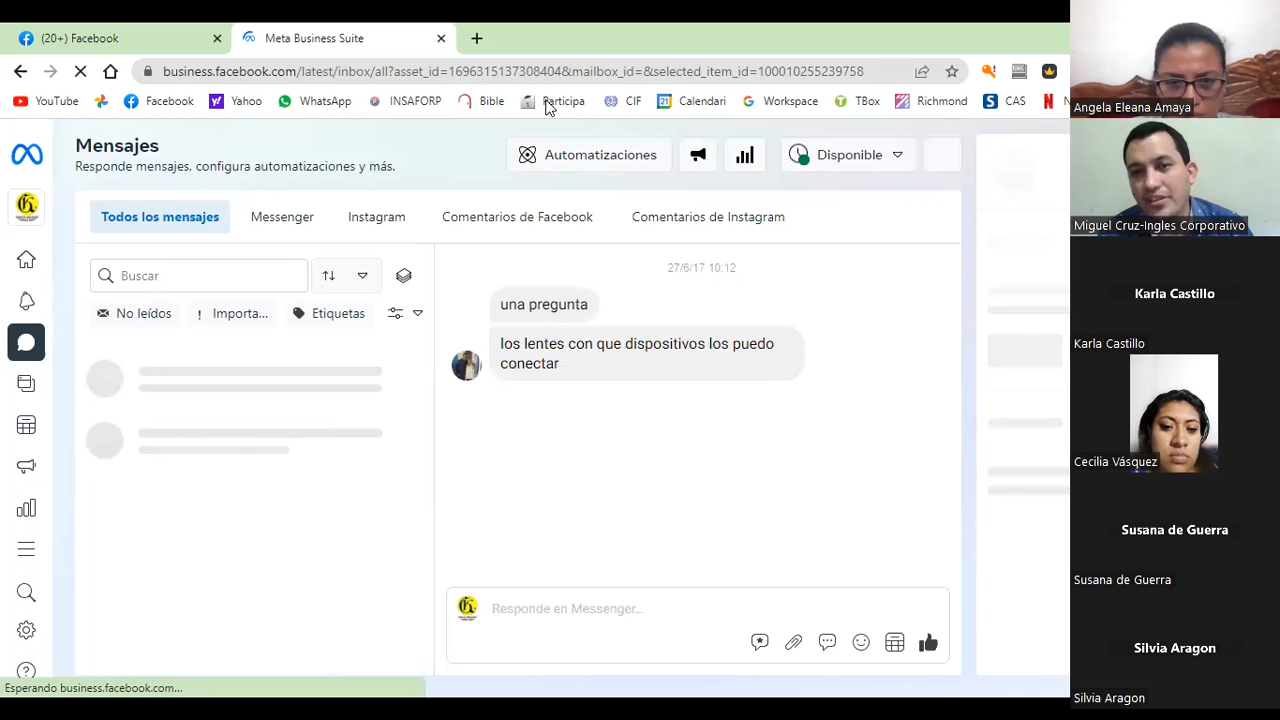 (20+) Facebook
Meta Business Suite
business.facebook.com/latest/inbox/all?asset_id=1696315137308404&mailbox_id=&selected_item_id=100010255239758
YouTube
Facebook
Yahoo
WhatsApp
INSAFORP
Bible
Participa
CIF
Calendari
Workspace
TBox
Richmond
CAS
Mensajes
Responde mensajes, configura automatizaciones y más.
Automatizaciones
Disponible
Todos los mensajes
Messenger
Instagram
Comentarios de Facebook
Comentarios de Instagram
Buscar
No leídos
Importa...
Etiquetas
27/6/17 10:12
una pregunta
los lentes con que dispositivos los puedo
conectar
Responde en Messenger...
Esperando business.facebook.com...
Angela Eleana Amaya
Miguel Cruz-Ingles Corporativo
Karla Castillo
Karla Castillo
Cecilia Vásquez
Susana de Guerra
Susana de Guerra
Silvia Aragon
Silvia Aragon